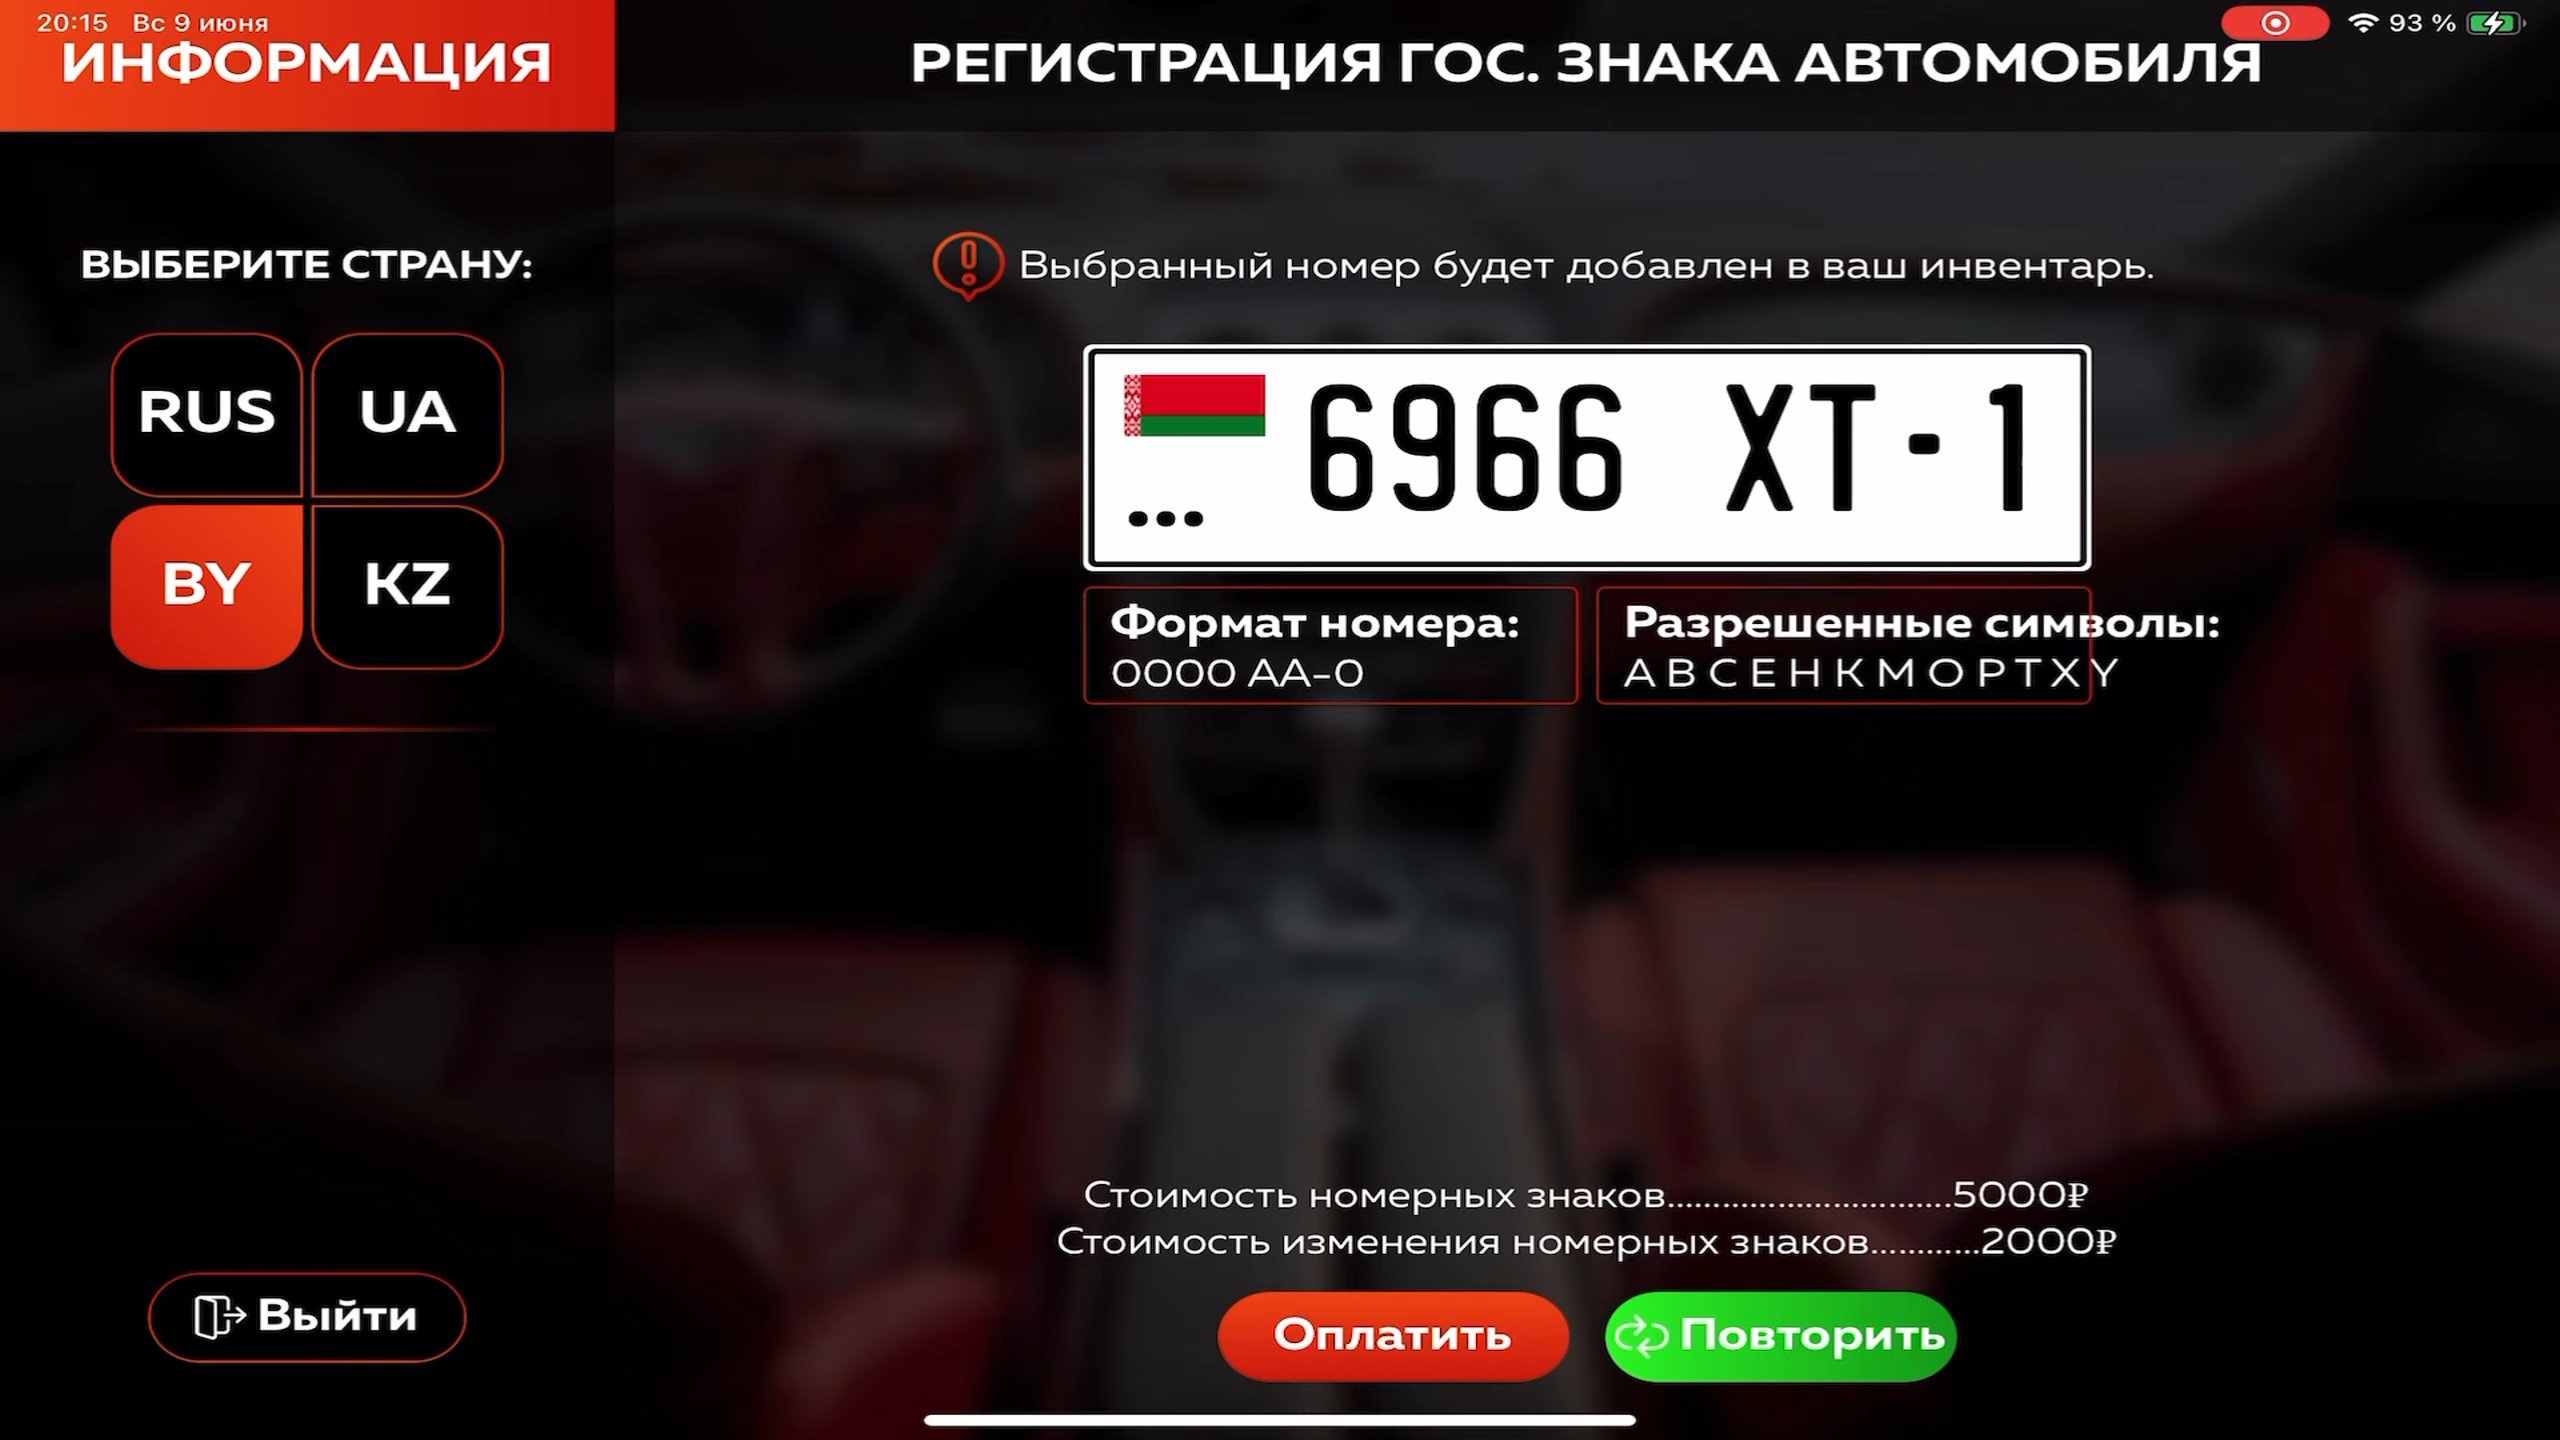 20:15 Вс 9 июня
93 %
ИНФОРМАЦИЯ
РЕГИСТРАЦИЯ ГОС. ЗНАКА АВТОМОБИЛЯ
ВЫБЕРИТЕ СТРАНУ:
RUS
UA
BY
KZ
Выйти
Выбранный номер будет добавлен в ваш инвентарь.
6966 XT - 1
...
Формат номера:
0000 AA-0
Разрешенные символы:
A B C E H K M O P T X Y
Стоимость номерных знаков...............................5000₽
Стоимость изменения номерных знаков............2000₽
Оплатить
Повторить